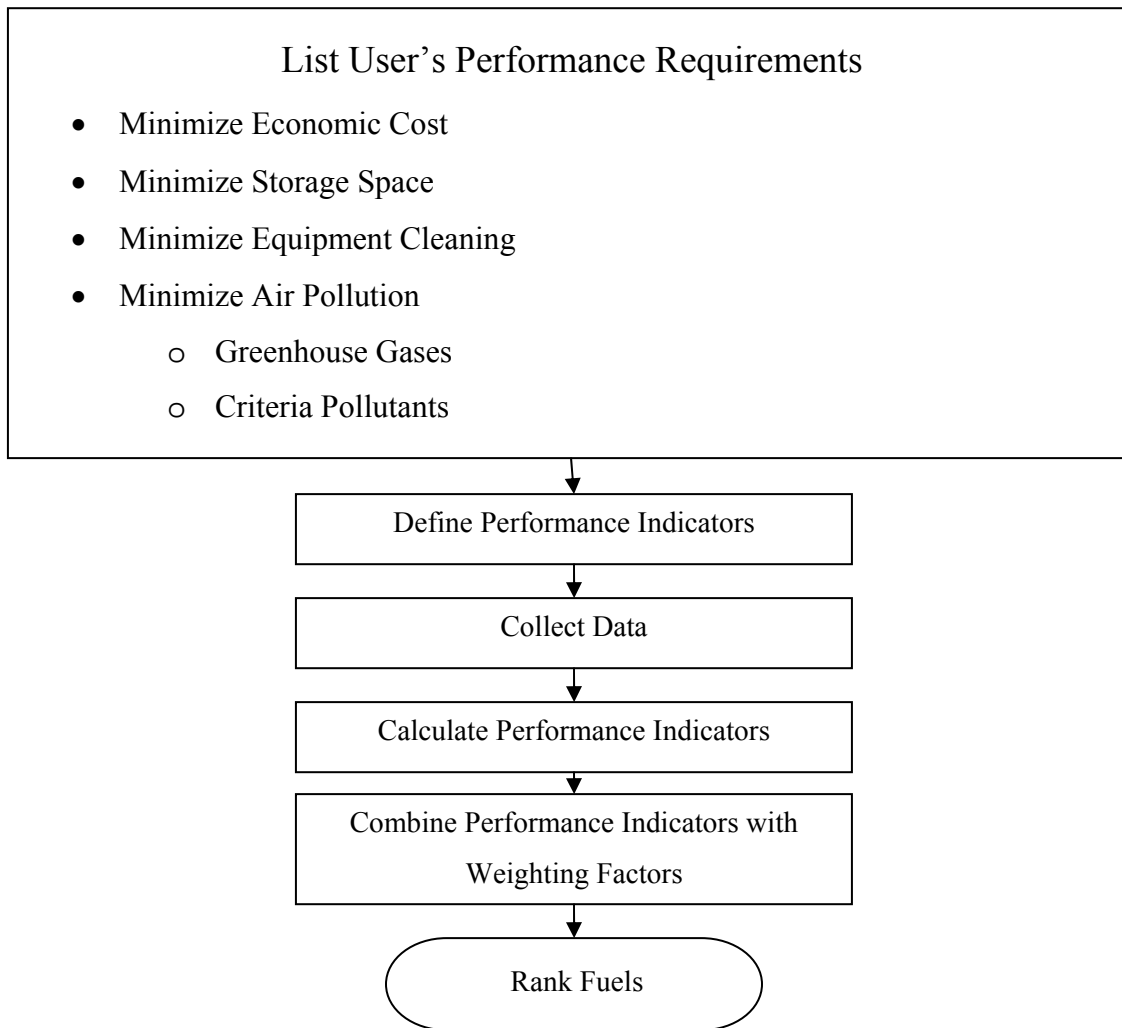 List User’s Performance Requirements
• Minimize Economic Cost
• Minimize Storage Space
• Minimize Equipment Cleaning
• Minimize Air Pollution
o Greenhouse Gases
o Criteria Pollutants
Define Performance Indicators
Collect Data
Calculate Performance Indicators
Combine Performance Indicators with
Weighting Factors
Rank Fuels